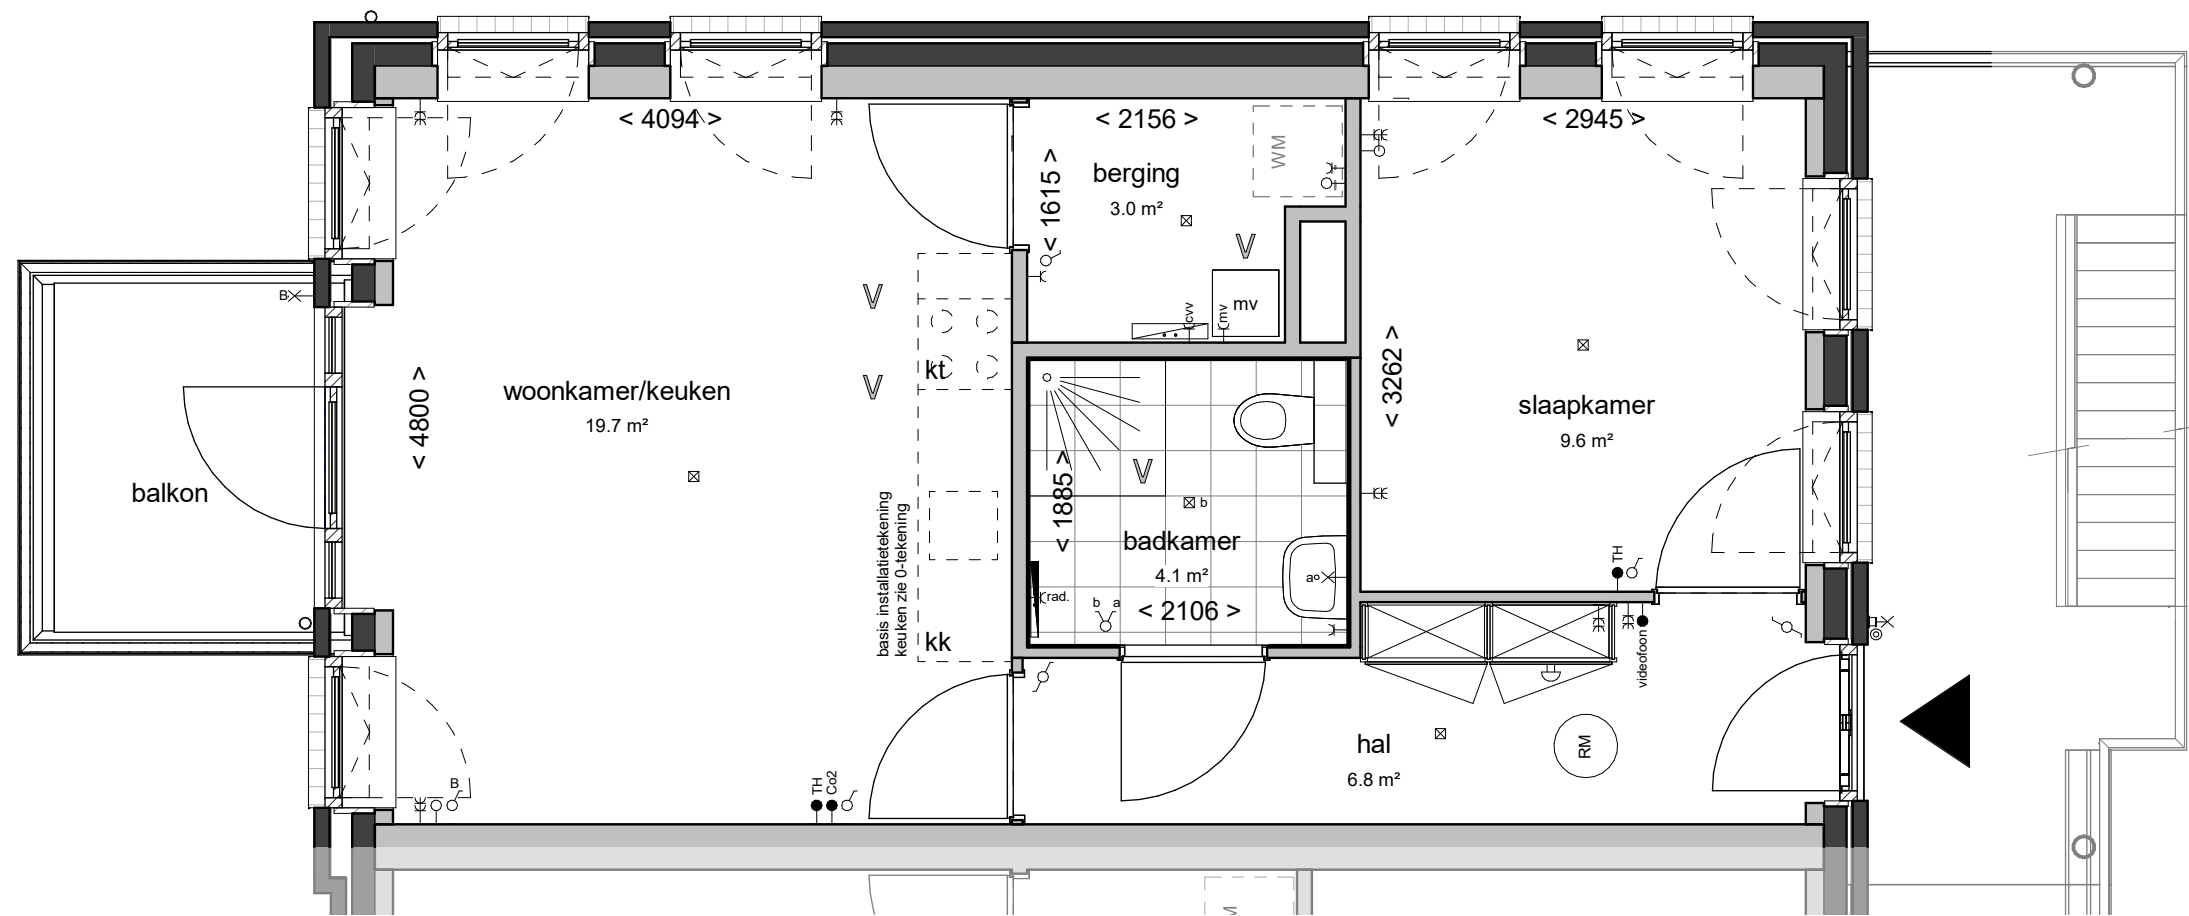 < 4094 >
< 2156 >
< 2945 >
WM
< 1615 >
berging
3.0 m²
V
B
V
cvv
mv
mv
kt
V
< 4800 >
woonkamer/keuken
19.7 m²
< 3262 >
slaapkamer
9.6 m²
balkon
V
< 1885 >
b
basis installatietekening
keuken zie 0-tekening
badkamer
4.1 m²
a
rad.
b a
< 2106 >
TH
kk
videofoon
hal
6.8 m²
RM
B
TH
Co2
M